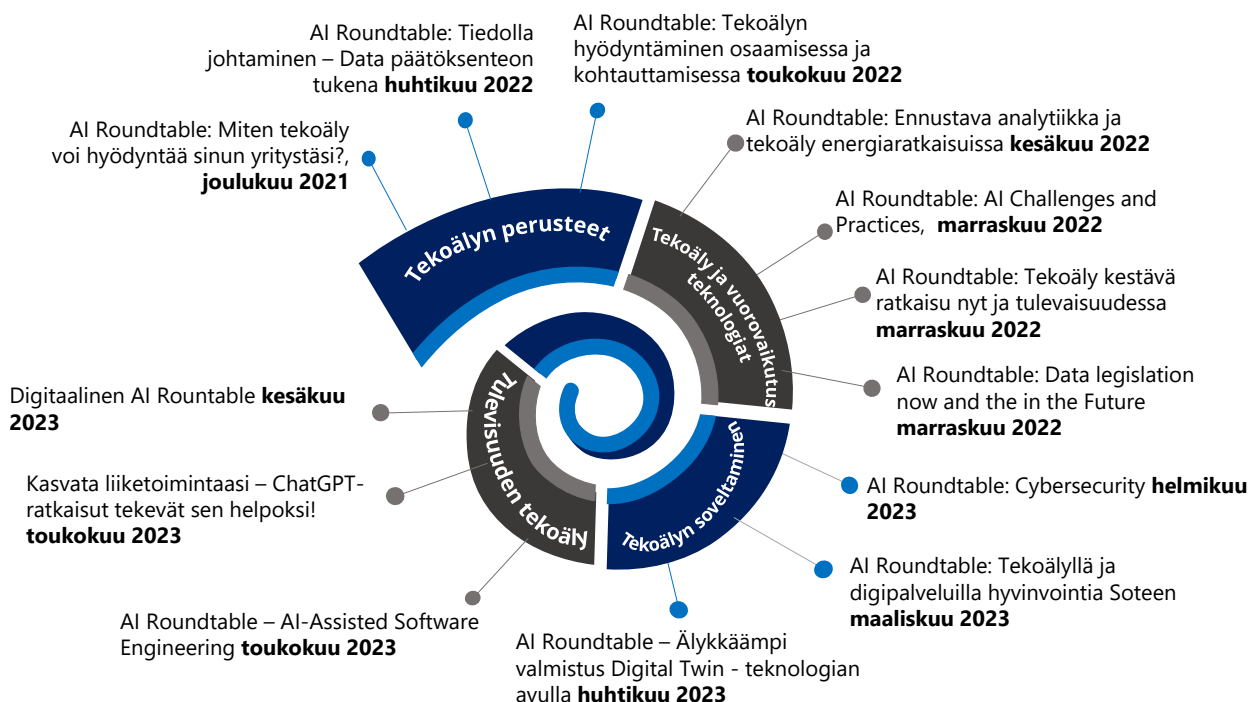 AI Roundtable: Tiedolla
johtaminen – Data päätöksenteon
tukena huhtikuu 2022
AI Roundtable: Tekoälyn
hyödyntäminen osaamisessa ja
kohtauttamisessa toukokuu 2022
AI Roundtable: Miten tekoäly
voi hyödyntää sinun yritystäsi?,
joulukuu 2021
AI Roundtable: Ennustava analytiikka ja
tekoäly energiaratkaisuissa kesäkuu 2022
AI Roundtable: AI Challenges and
Practices, marraskuu 2022
AI Roundtable: Tekoäly kestävä
ratkaisu nyt ja tulevaisuudessa
marraskuu 2022
AI Roundtable: Data legislation
now and the in the Future
marraskuu 2022
AI Roundtable: Cybersecurity helmikuu
2023
AI Roundtable: Tekoälyllä ja
digipalveluilla hyvinvointia Soteen
maaliskuu 2023
AI Roundtable – Älykkäämpi
valmistus Digital Twin - teknologian
avulla huhtikuu 2023
AI Roundtable – AI-Assisted Software
Engineering toukokuu 2023
Kasvata liiketoimintaasi – ChatGPT-
ratkaisut tekevät sen helpoksi!
toukokuu 2023
Digitaalinen AI Rountable kesäkuu
2023
Tekoälyn perusteet
Tekoäly ja vuorovaikutus
teknologiat
Tekoälyn soveltaminen
Tulevisuuden tekoäly